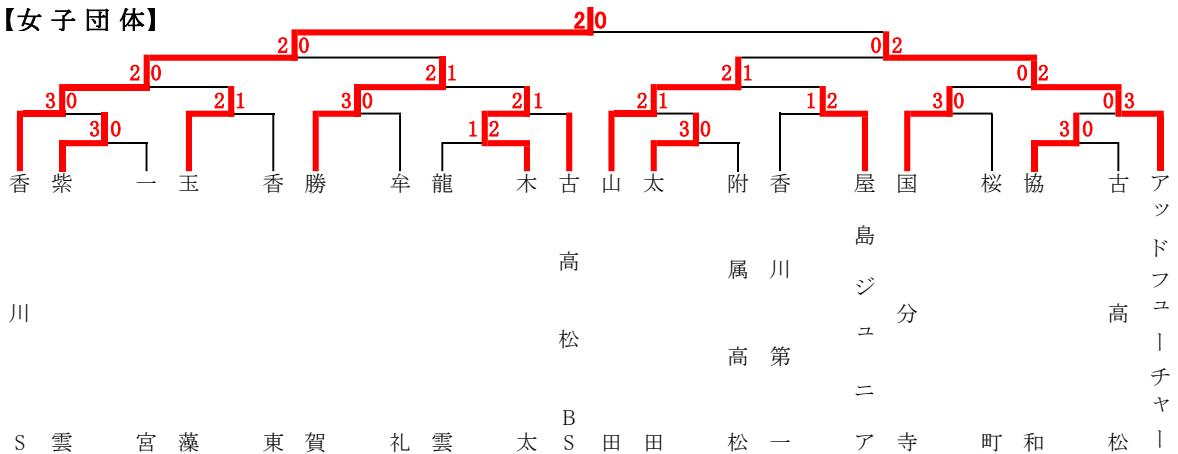 【女子団体】
2 0
2 0
0 2
2 0
2 1
2 1
0 2
3 0
2 1
3 0
2 1
2 1
1 2
3 0
0 3
3 0
1 2
3 0
3 0
香川S
紫雲
一宮
玉藻
香東
勝賀
牟礼
龍雲
木太
古高松BS
山田
太田
附属高松
香川第一
屋島ジュニア
国分寺
桜町
協和
古高松
アッドフューチャー